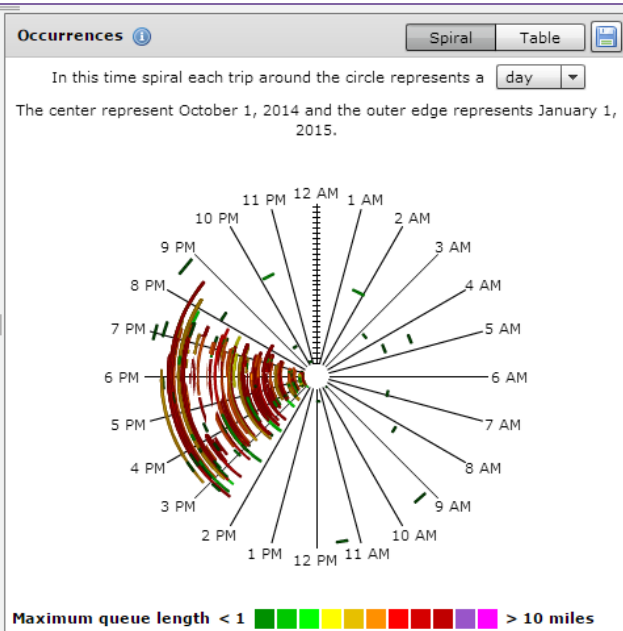 Occurrences
Spiral
Table
In this time spiral each trip around the circle represents a day
The center represent October 1, 2014 and the outer edge represents January 1,
2015.
12 AM
11 PM
1 AM
10 PM
2 AM
9 PM
3 AM
8 PM
4 AM
7 PM
5 AM
6 PM
6 AM
5 PM
7 AM
4 PM
8 AM
3 PM
9 AM
2 PM
10 AM
1 PM
12 PM
11 AM
Maximum queue length < 1
> 10 miles